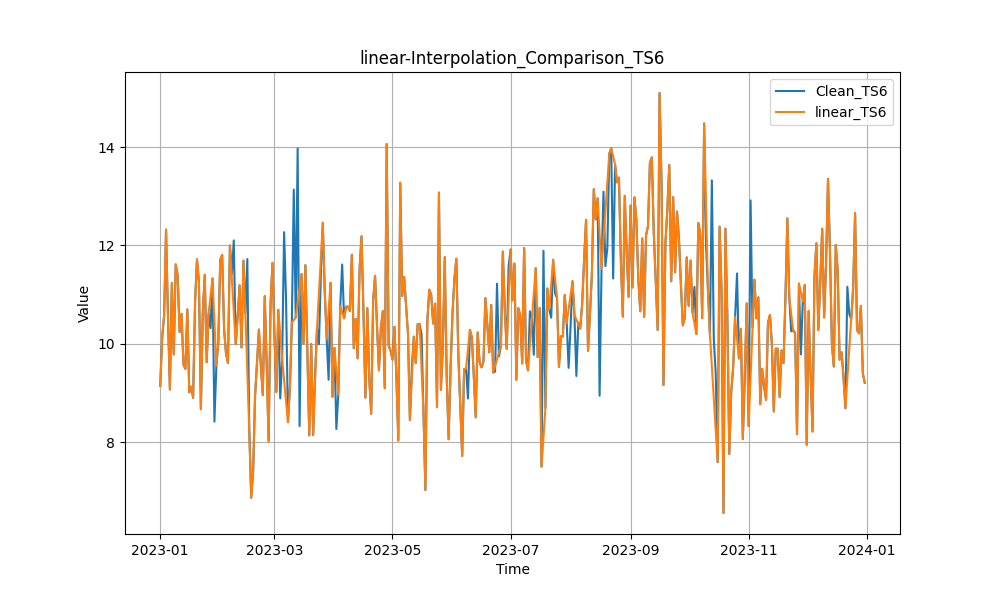 linear-Interpolation_Comparison_TS6
Clean_TS6
linear_TS6
Value
14
12
10
8
2023-01
2023-03
2023-05
2023-07
2023-09
2023-11
2024-01
Time